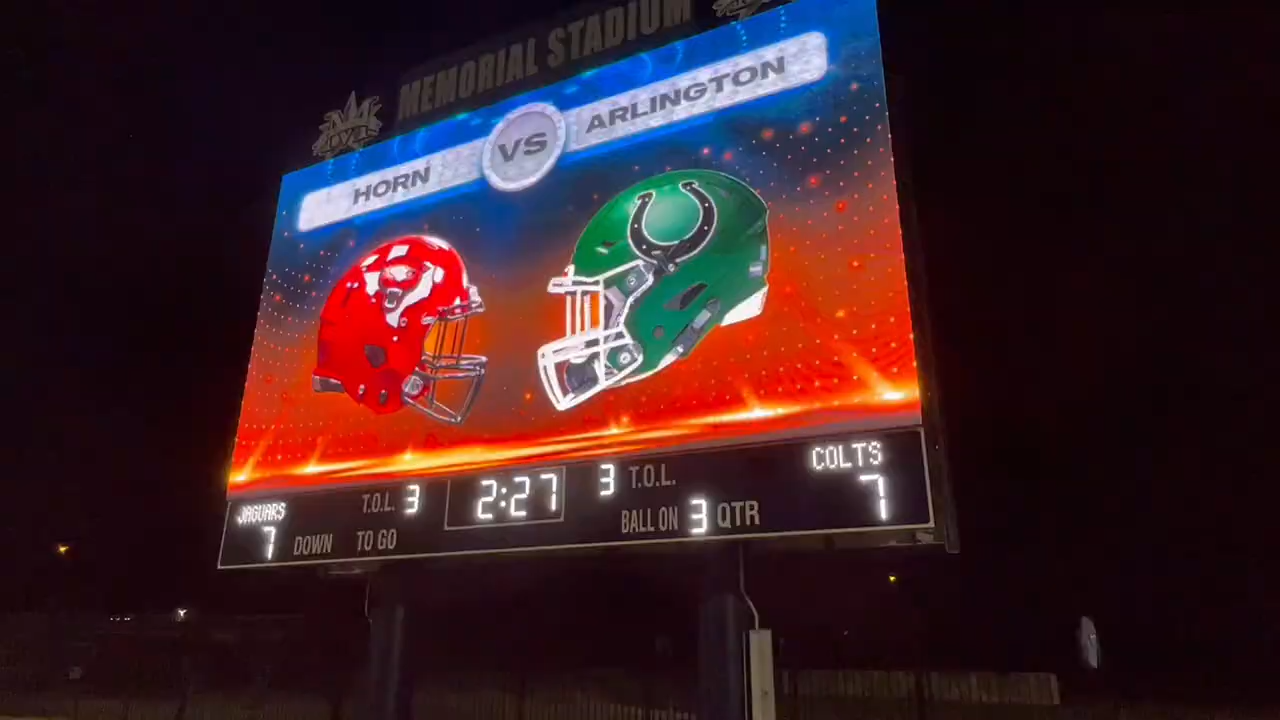 MEMORIAL STADIUM
HORN VS ARLINGTON
JAGUARS T.O.L. 3 2:27 3 T.O.L. COLTS
7 DOWN TO GO BALL ON 3 QTR 7